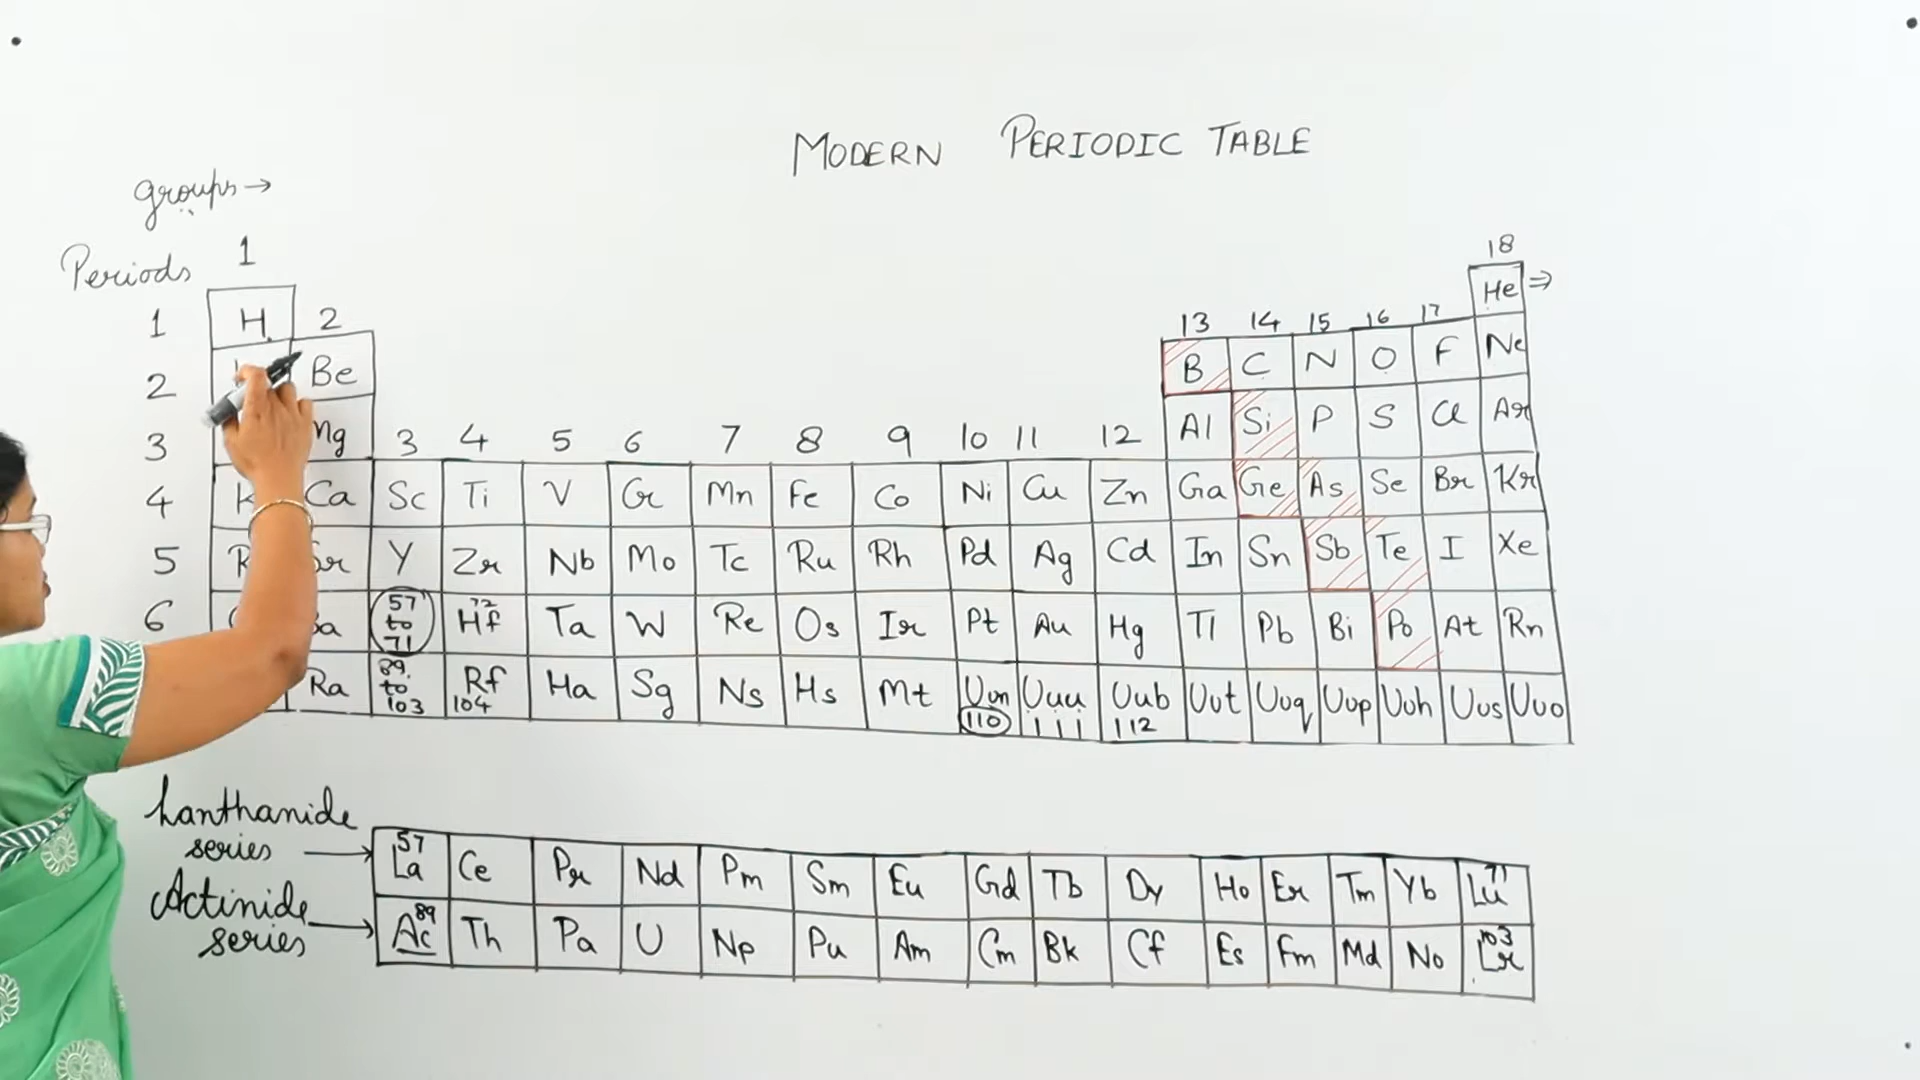 MODERN PERIODIC TABLE
groups →
Periods 1 18
1 H 2 13 14 15 16 17 He ⇒
2 Be B C N O F Ne
3 Mg 3 4 5 6 7 8 9 10 11 12 Al Si P S Cl Ar
4 K Ca Sc Ti V Cr Mn Fe Co Ni Cu Zn Ga Ge As Se Br Kr
5 R Sr Y Zr Nb Mo Tc Ru Rh Pd Ag Cd In Sn Sb Te I Xe
6 Ba 57 to 71 72 Hf Ta W Re Os Ir Pt Au Hg Tl Pb Bi Po At Rn
Ra 89 to 103 Rf 104 Ha Sg Ns Hs Mt Uun 110 Uuu 111 Uub 112 Uut Uuq Uup Uuh Uus Uuo
Lanthanide series → 57 La Ce Pr Nd Pm Sm Eu Gd Tb Dy Ho Er Tm Yb 71 Lu
Actinide series → 89 Ac Th Pa U Np Pu Am Cm Bk Cf Es Fm Md No 103 Lr